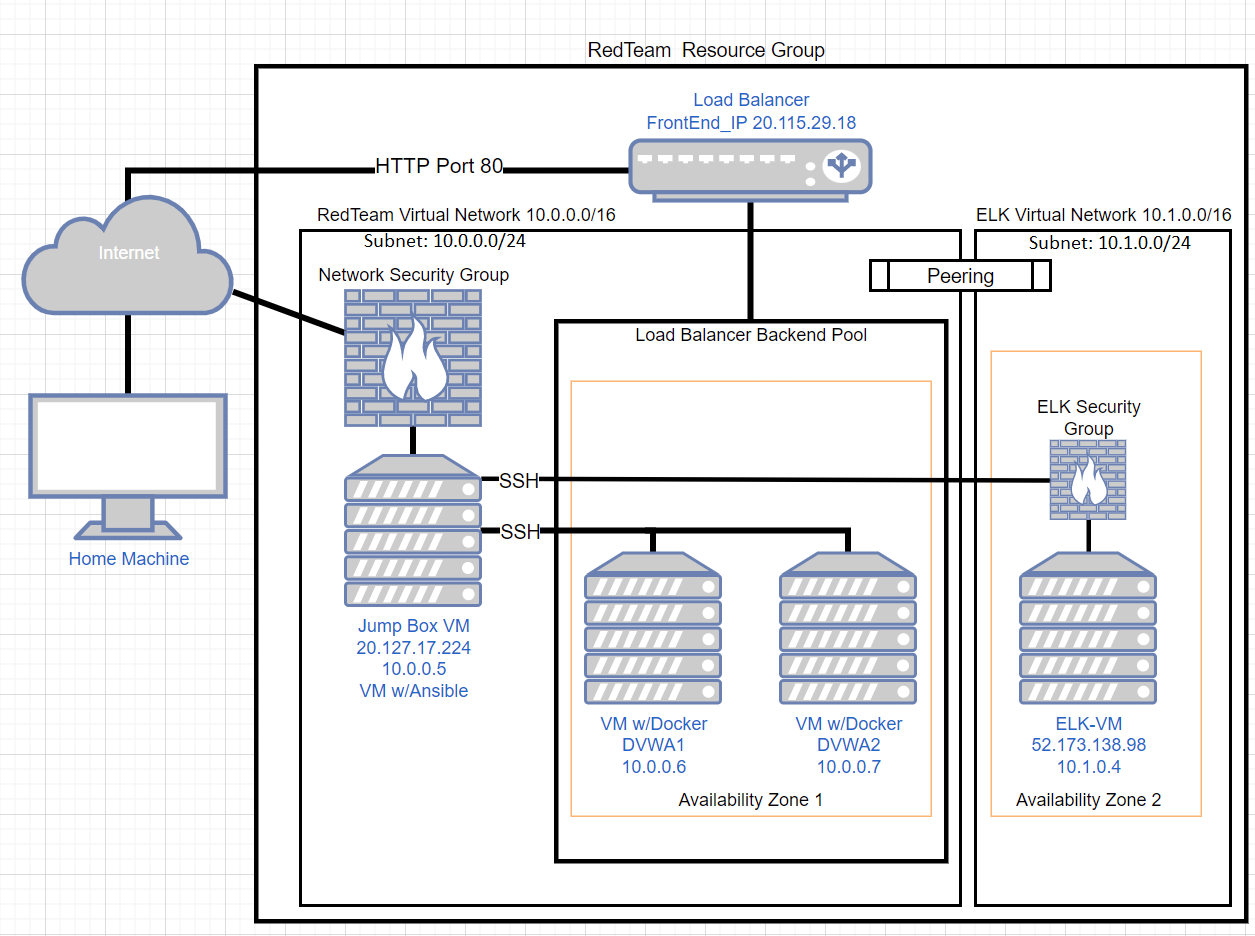 RedTeam  Resource Group
Load Balancer
FrontEnd_IP 20.115.29.18
HTTP Port 80
RedTeam Virtual Network 10.0.0.0/16
Subnet: 10.0.0.0/24
ELK Virtual Network 10.1.0.0/16
Subnet: 10.1.0.0/24
Internet
Network Security Group
Peering
Load Balancer Backend Pool
ELK Security
Group
SSH
SSH
Home Machine
Jump Box VM
20.127.17.224
10.0.0.5
VM w/Ansible
VM w/Docker
DVWA1
10.0.0.6
VM w/Docker
DVWA2
10.0.0.7
ELK-VM
52.173.138.98
10.1.0.4
Availability Zone 1
Availability Zone 2